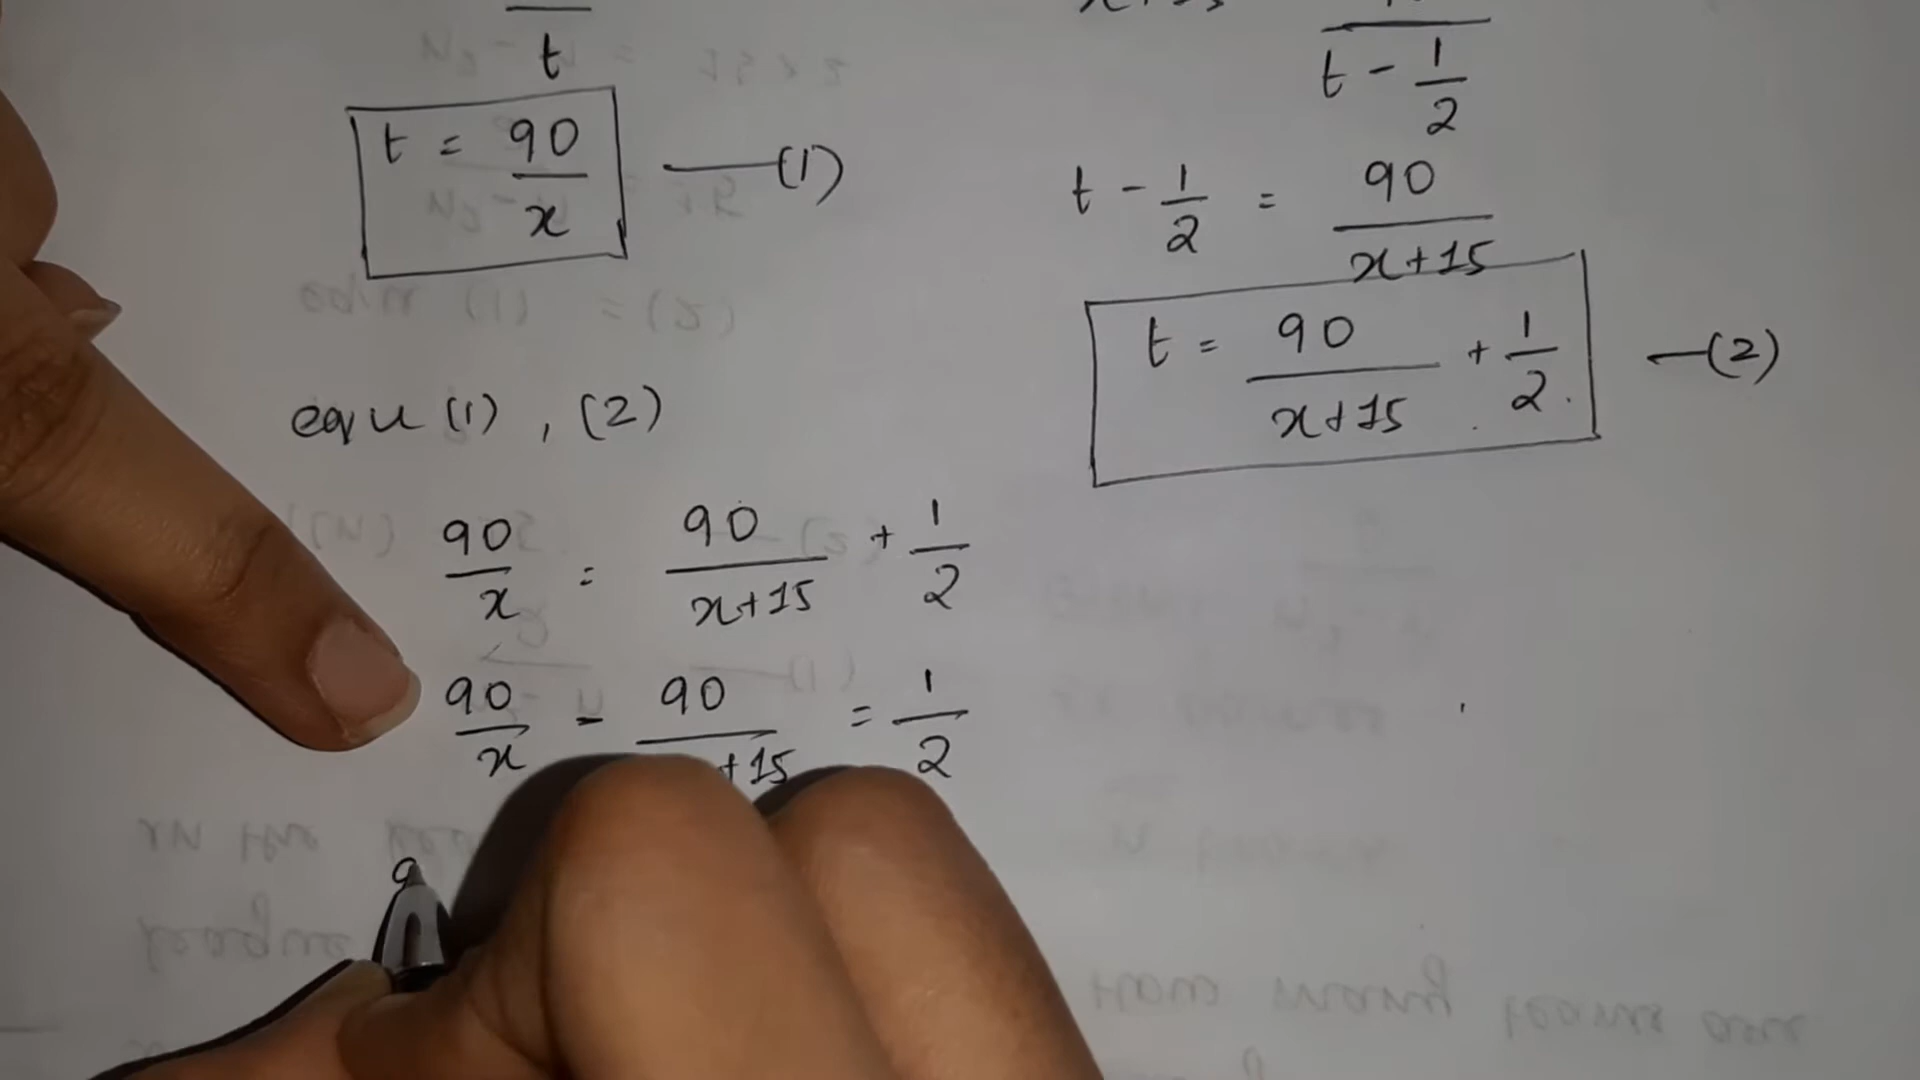 t
t = 90/x —(1)
t - 1/2
t - 1/2 = 90/x+15
t = 90/x+15 + 1/2. —(2)
equ (1), (2)
90/x = 90/x+15 + 1/2
90/x - 90/+15 = 1/2
9